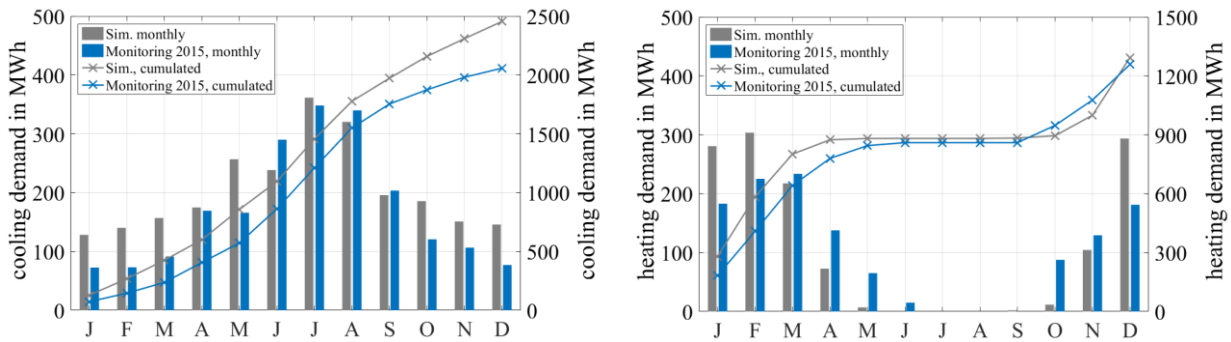 cooling demand in MWh
500
400
300
200
100
0
Sim. monthly
Monitoring 2015, monthly
Sim., cumulated
Monitoring 2015, cumulated
2500
2000
1500
1000
500
0
cooling demand in MWh
J F M A M J J A S O N D
heating demand in MWh
500
400
300
200
100
0
Sim. monthly
Monitoring 2015, monthly
Sim., cumulated
Monitoring 2015, cumulated
1500
1200
900
600
300
0
heating demand in MWh
J F M A M J J A S O N D